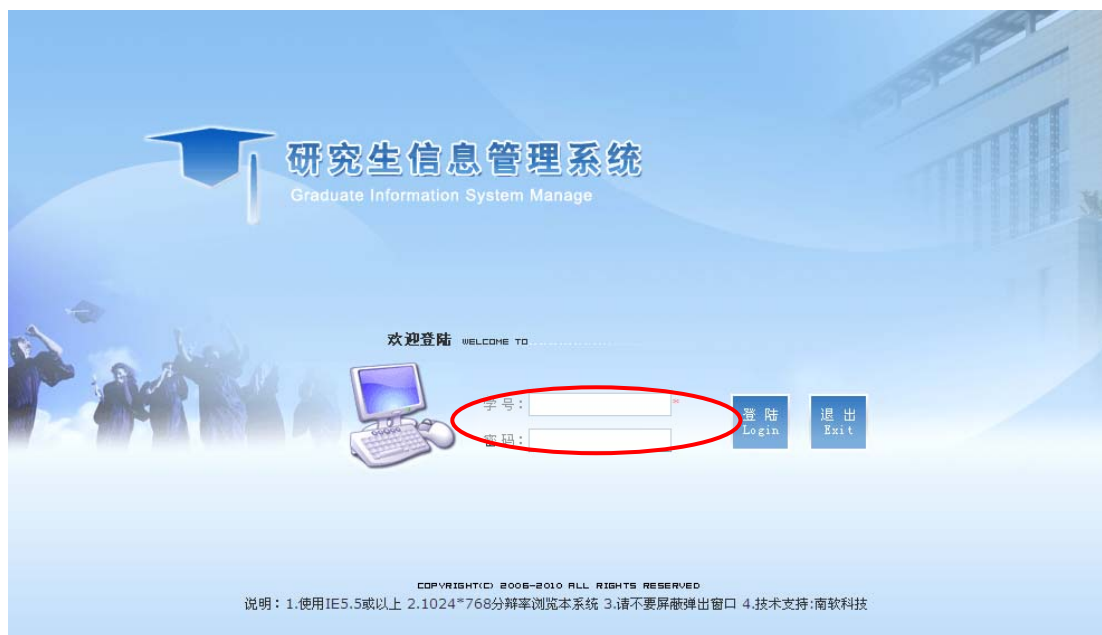 研究生信息管理系统
Graduate Information System Manage
欢迎登陆 WELCOME TO
学号: *
密码:
登陆
Login
退出
Exit
COPYRIGHT(C) 2006-2010 ALL RIGHTS RESERVED
说明：1.使用IE5.5或以上 2.1024*768分辩率浏览本系统 3.请不要屏蔽弹出窗口 4.技术支持:南软科技